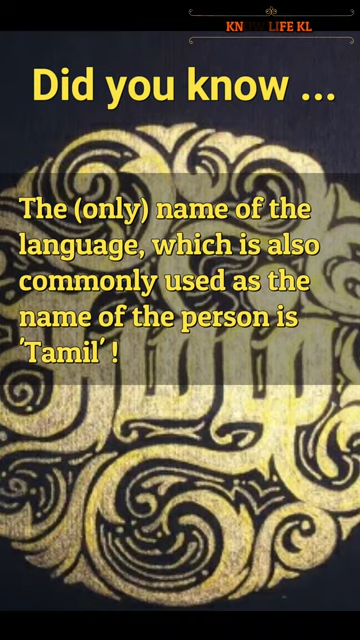 KNOW LIFE KL
Did you know ...
The (only) name of the
language, which is also
commonly used as the
name of the person is
'Tamil' !